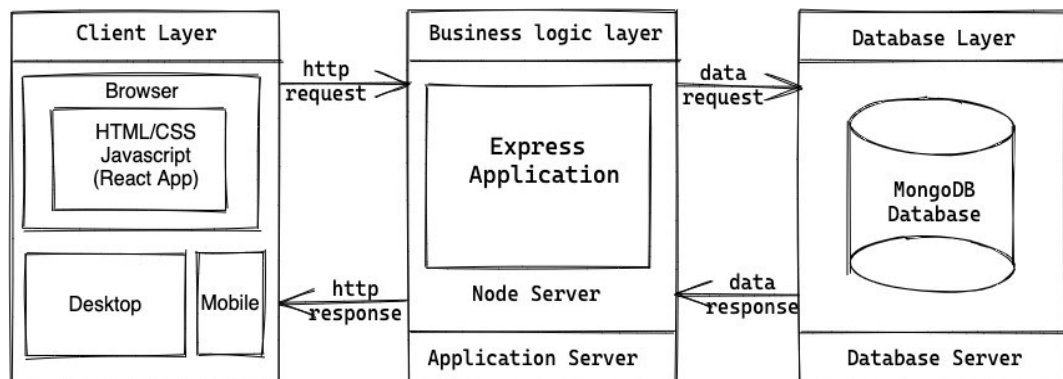 Client Layer
Browser
HTML/CSS
Javascript
(React App)
Desktop
Mobile
http
request
http
response
Business logic layer
Express
Application
Node Server
Application Server
data
request
data
response
Database Layer
MongoDB
Database
Database Server